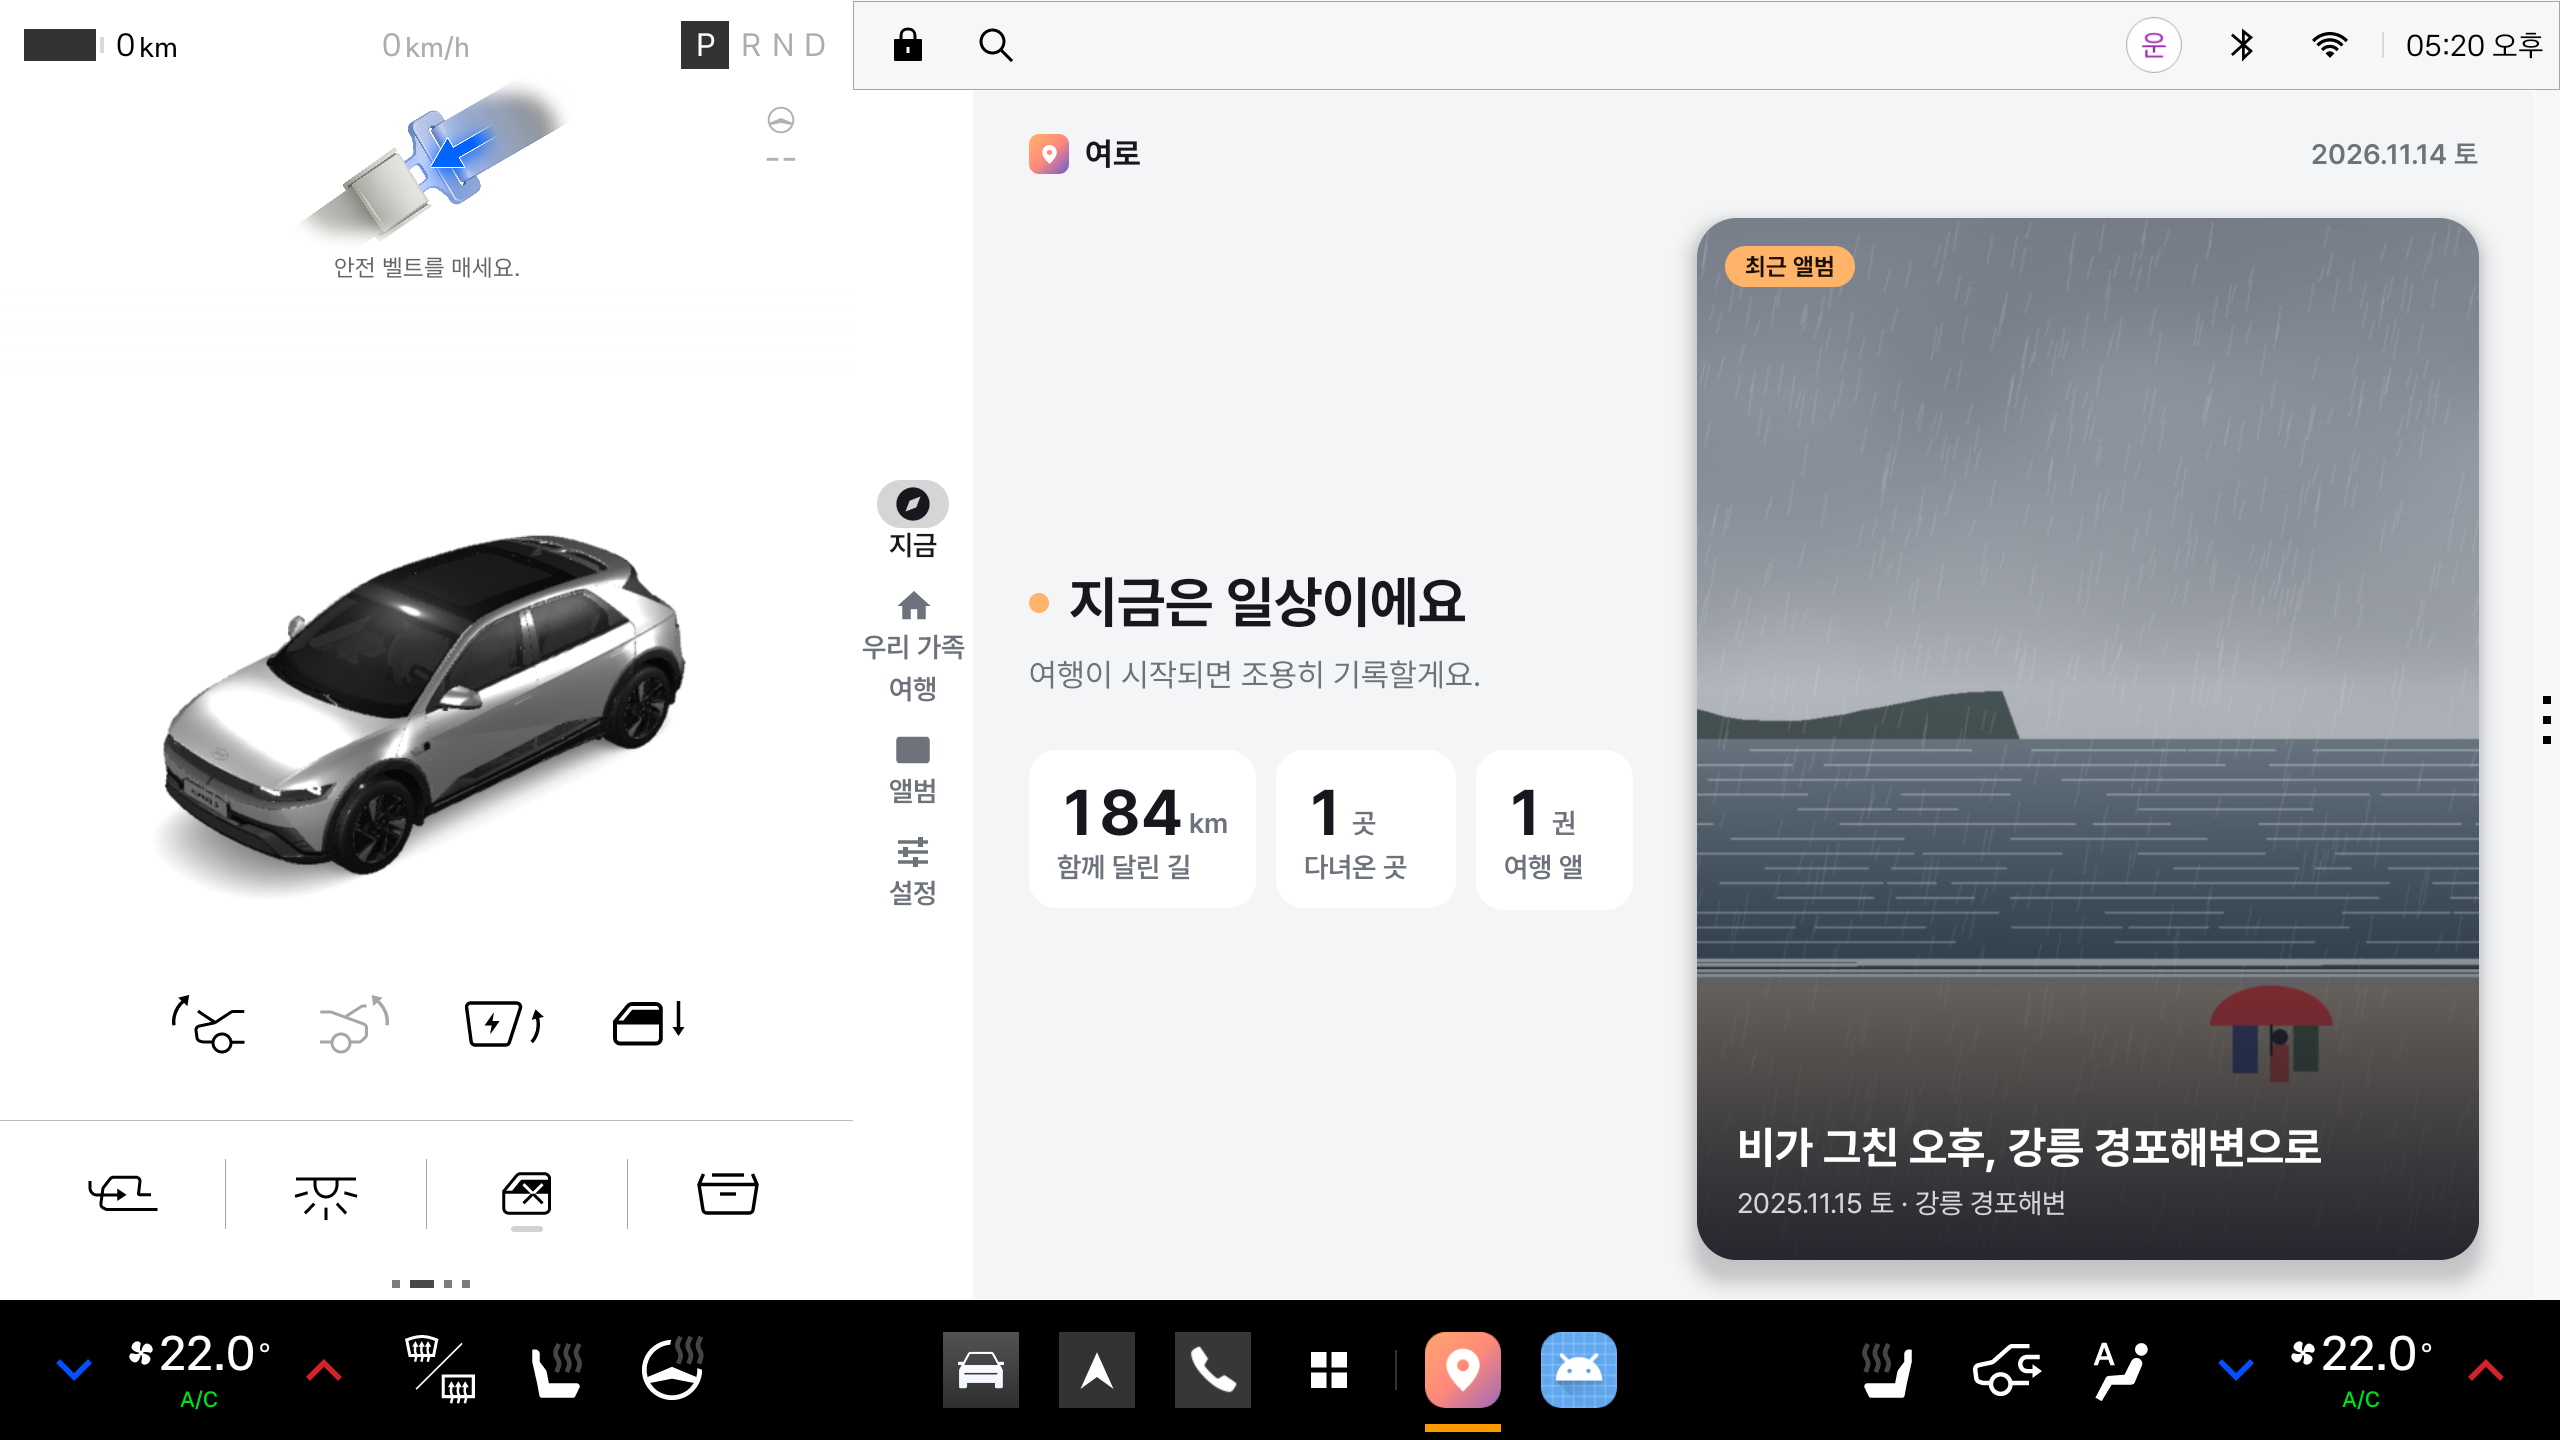 0 km
0 km/h
P R N D
운
05:20 오후
안전 벨트를 매세요.
여로
2026.11.14 토
최근 앨범
지금
우리 가족
여행
앨범
설정
지금은 일상이에요
여행이 시작되면 조용히 기록할게요.
184 km
함께 달린 길
1 곳
다녀온 곳
1 권
여행 앨
비가 그친 오후, 강릉 경포해변으로
2025.11.15 토 · 강릉 경포해변
22.0°
A/C
A
22.0°
A/C